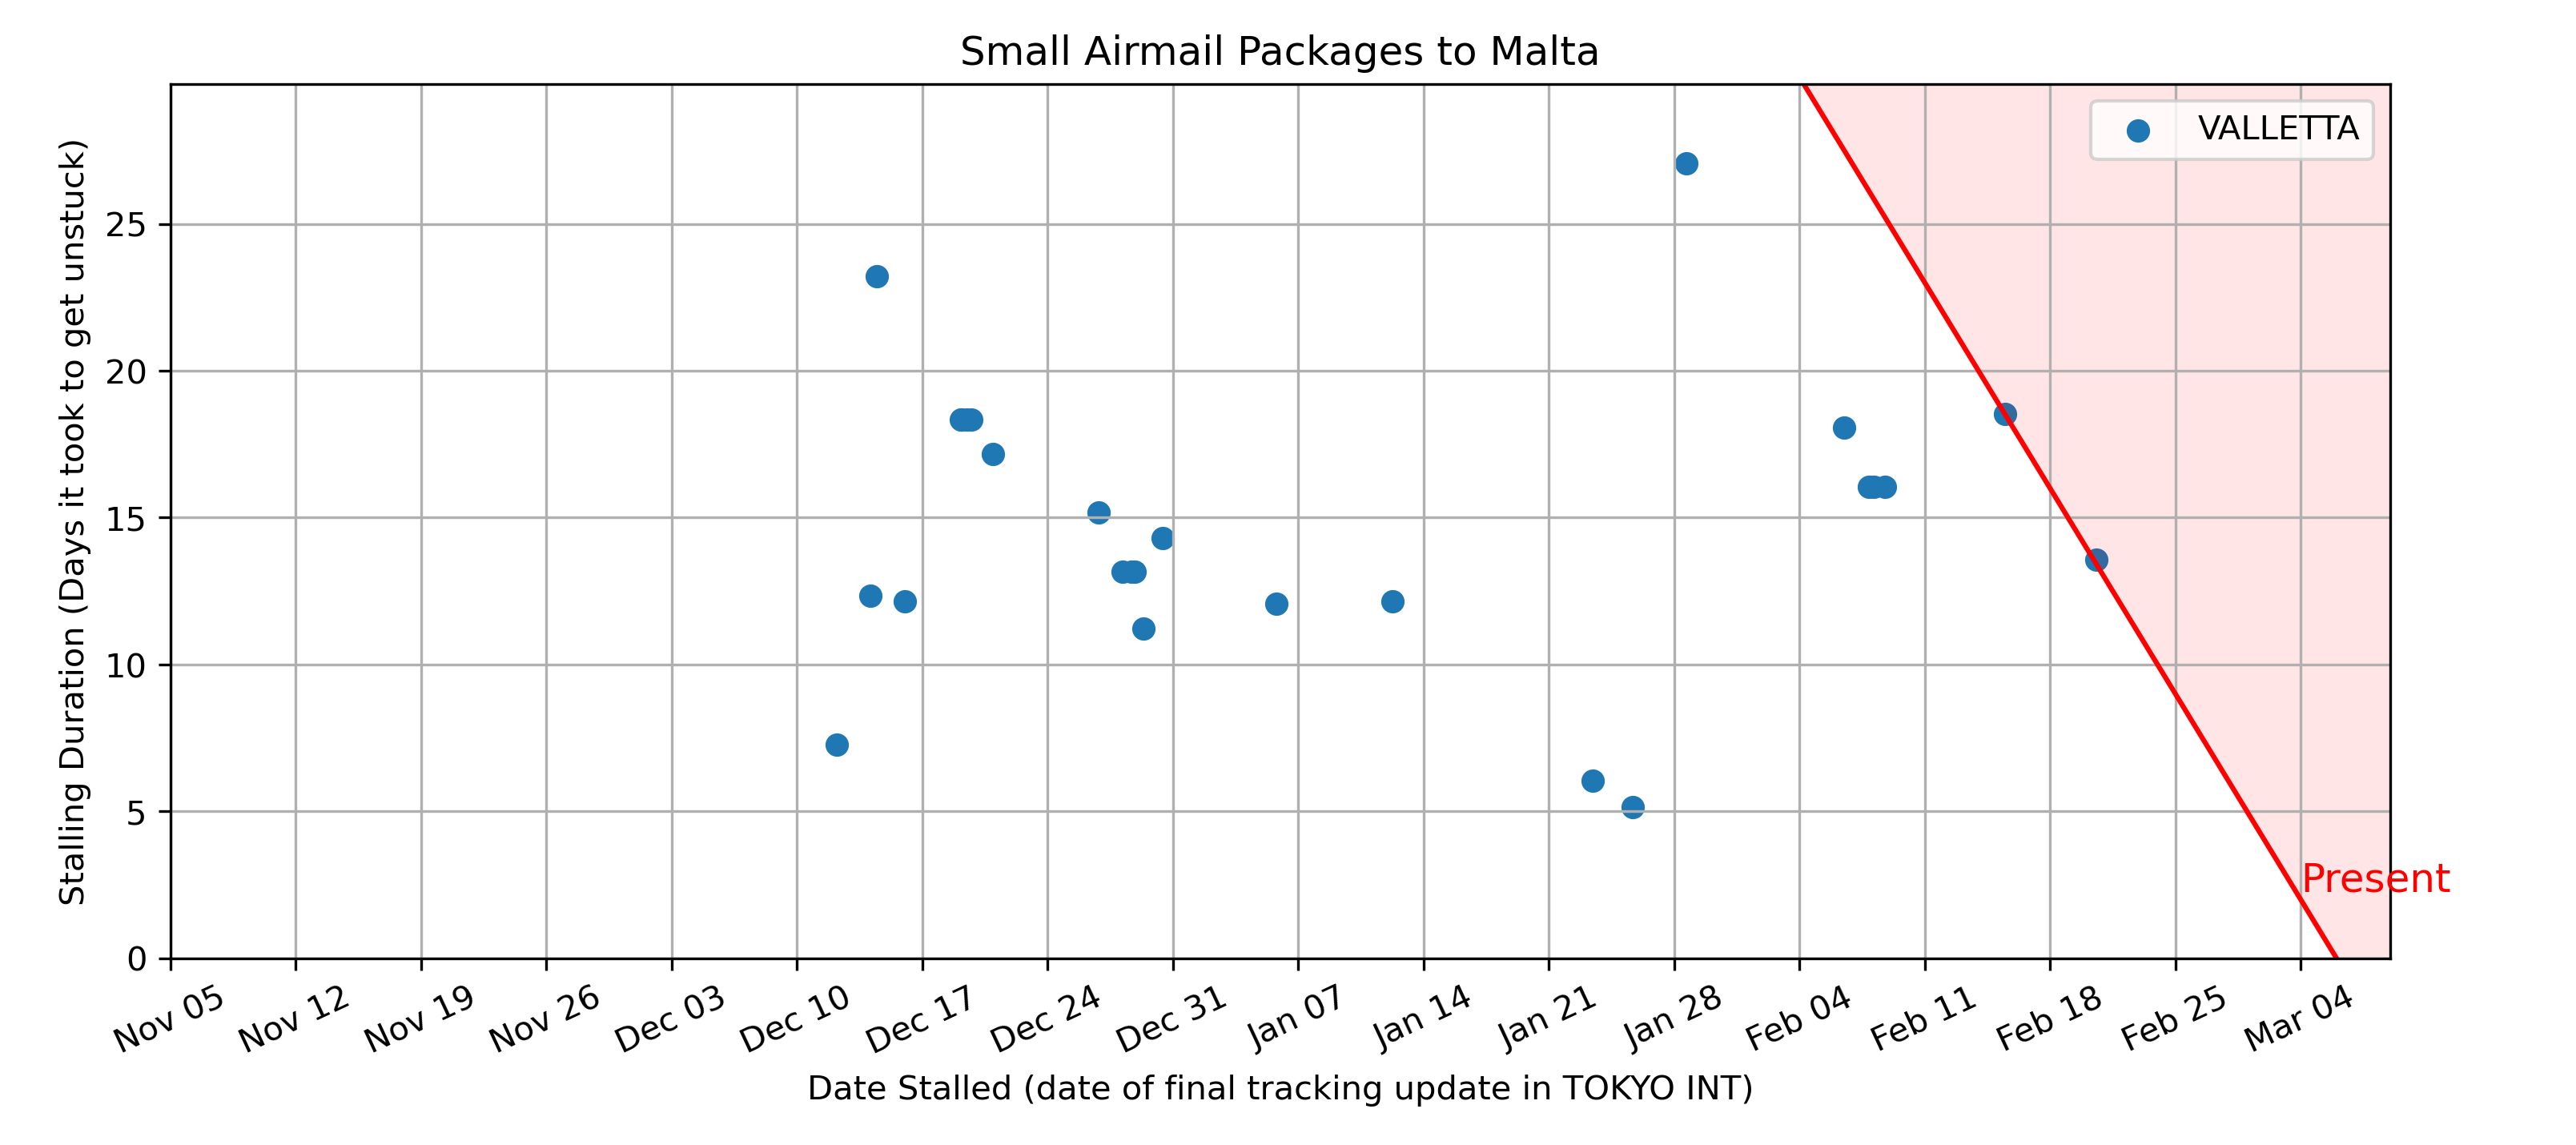 Small Airmail Packages to Malta
VALLETTA
Stalling Duration (Days it took to get unstuck)
25
20
15
10
5
0
Present
Nov 05
Nov 12
Nov 19
Nov 26
Dec 03
Dec 10
Dec 17
Dec 24
Dec 31
Jan 07
Jan 14
Jan 21
Jan 28
Feb 04
Feb 11
Feb 18
Feb 25
Mar 04
Date Stalled (date of final tracking update in TOKYO INT)